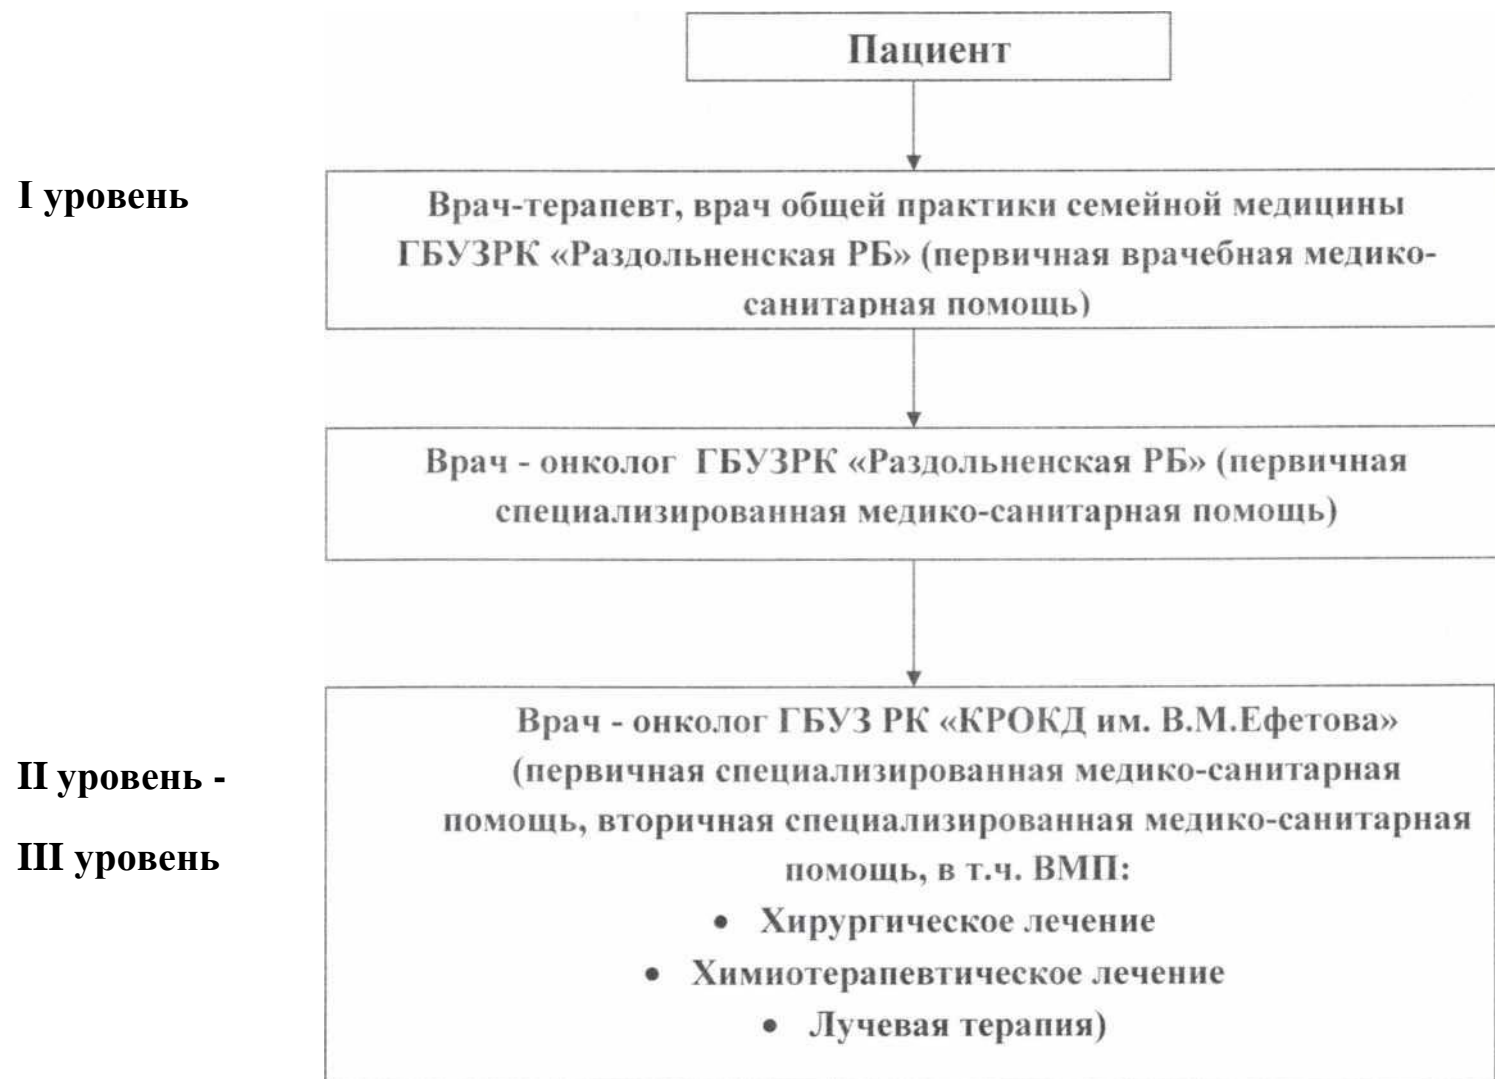 Пациент
I уровень
Врач-терапевт, врач общей практики семейной медицины
ГБУЗРК «Раздольненская РБ» (первичная врачебная медико-
санитарная помощь)
Врач - онколог ГБУЗРК «Раздольненская РБ» (первичная
специализированная медико-санитарная помощь)
Врач - онколог ГБУЗ РК «КРОКД им. В.М.Ефетова»
(первичная специализированная медико-санитарная
помощь, вторичная специализированная медико-санитарная
помощь, в т.ч. ВМП:
• Хирургическое лечение
• Химиотерапевтическое лечение
• Лучевая терапия)
II уровень -
III уровень